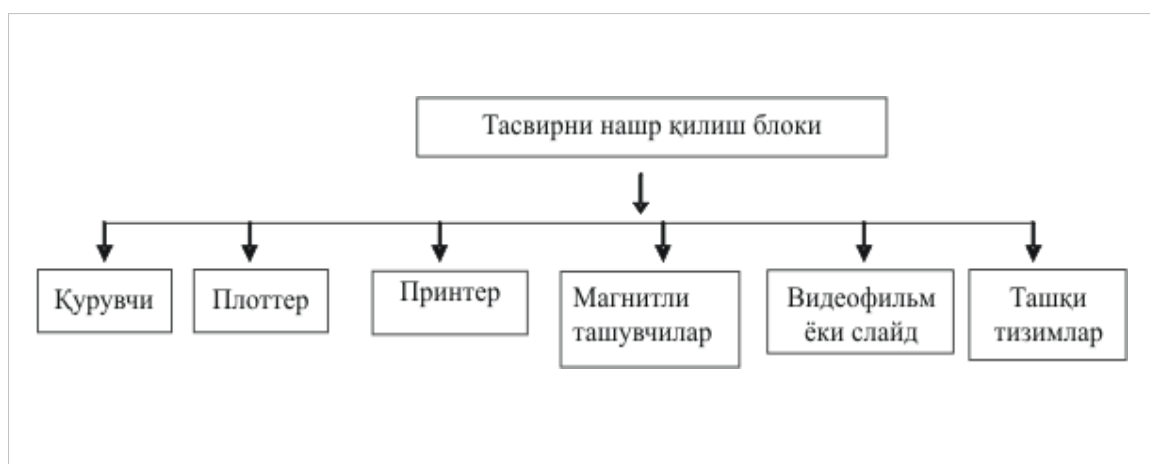 Тасвирни нашр қилиш блоки
Қурувчи
Плоттер
Принтер
Магнитли
ташувчилар
Видеофильм
ёки слайд
Ташқи
тизимлар